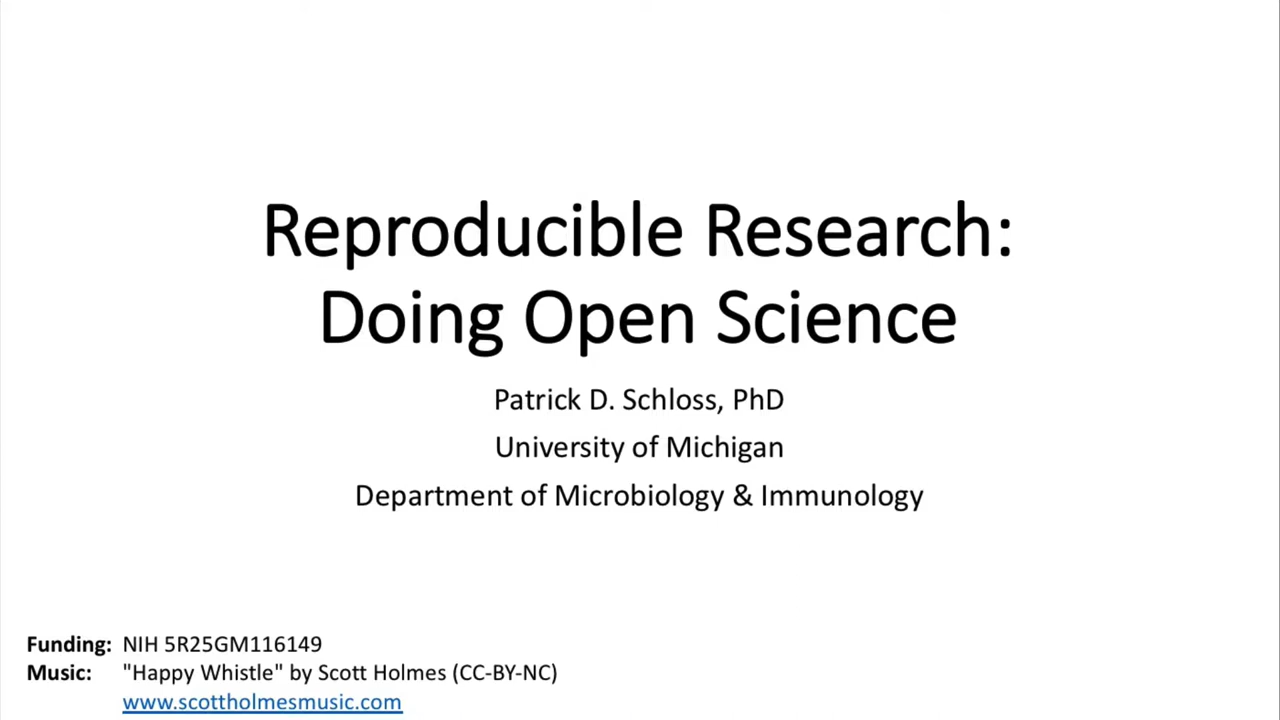 Reproducible Research:
Doing Open Science
Patrick D. Schloss, PhD
University of Michigan
Department of Microbiology & Immunology
Funding: NIH 5R25GM116149
Music: "Happy Whistle" by Scott Holmes (CC-BY-NC)
www.scottholmesmusic.com